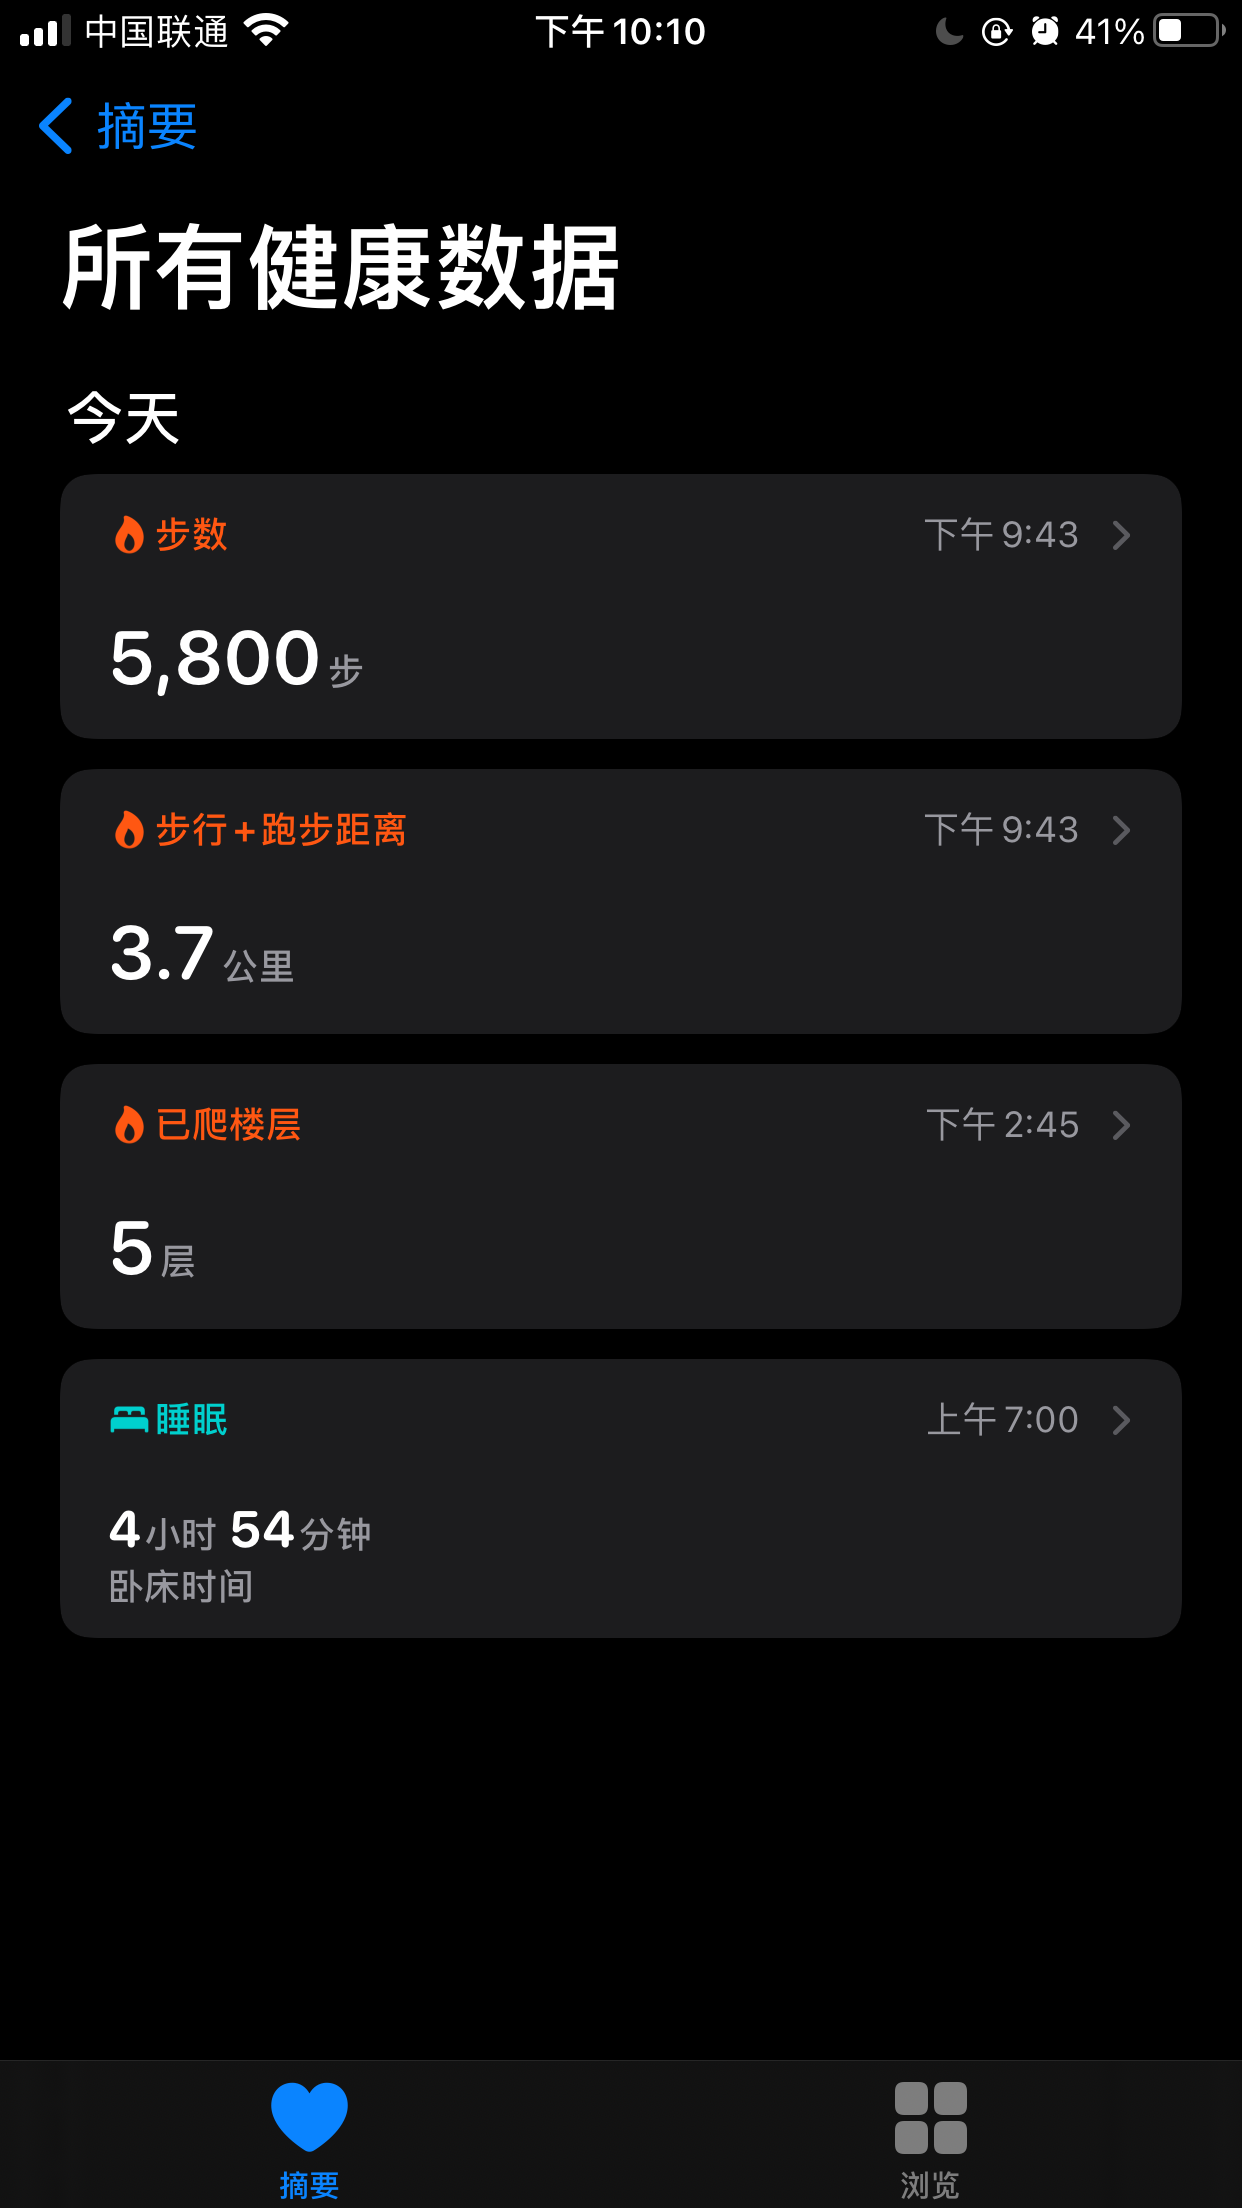 中国联通
下午 10:10
41%
摘要
所有健康数据
今天
步数
下午 9:43
5,800 步
步行+跑步距离
下午 9:43
3.7 公里
已爬楼层
下午 2:45
5 层
睡眠
上午 7:00
4小时 54分钟
卧床时间
摘要
浏览